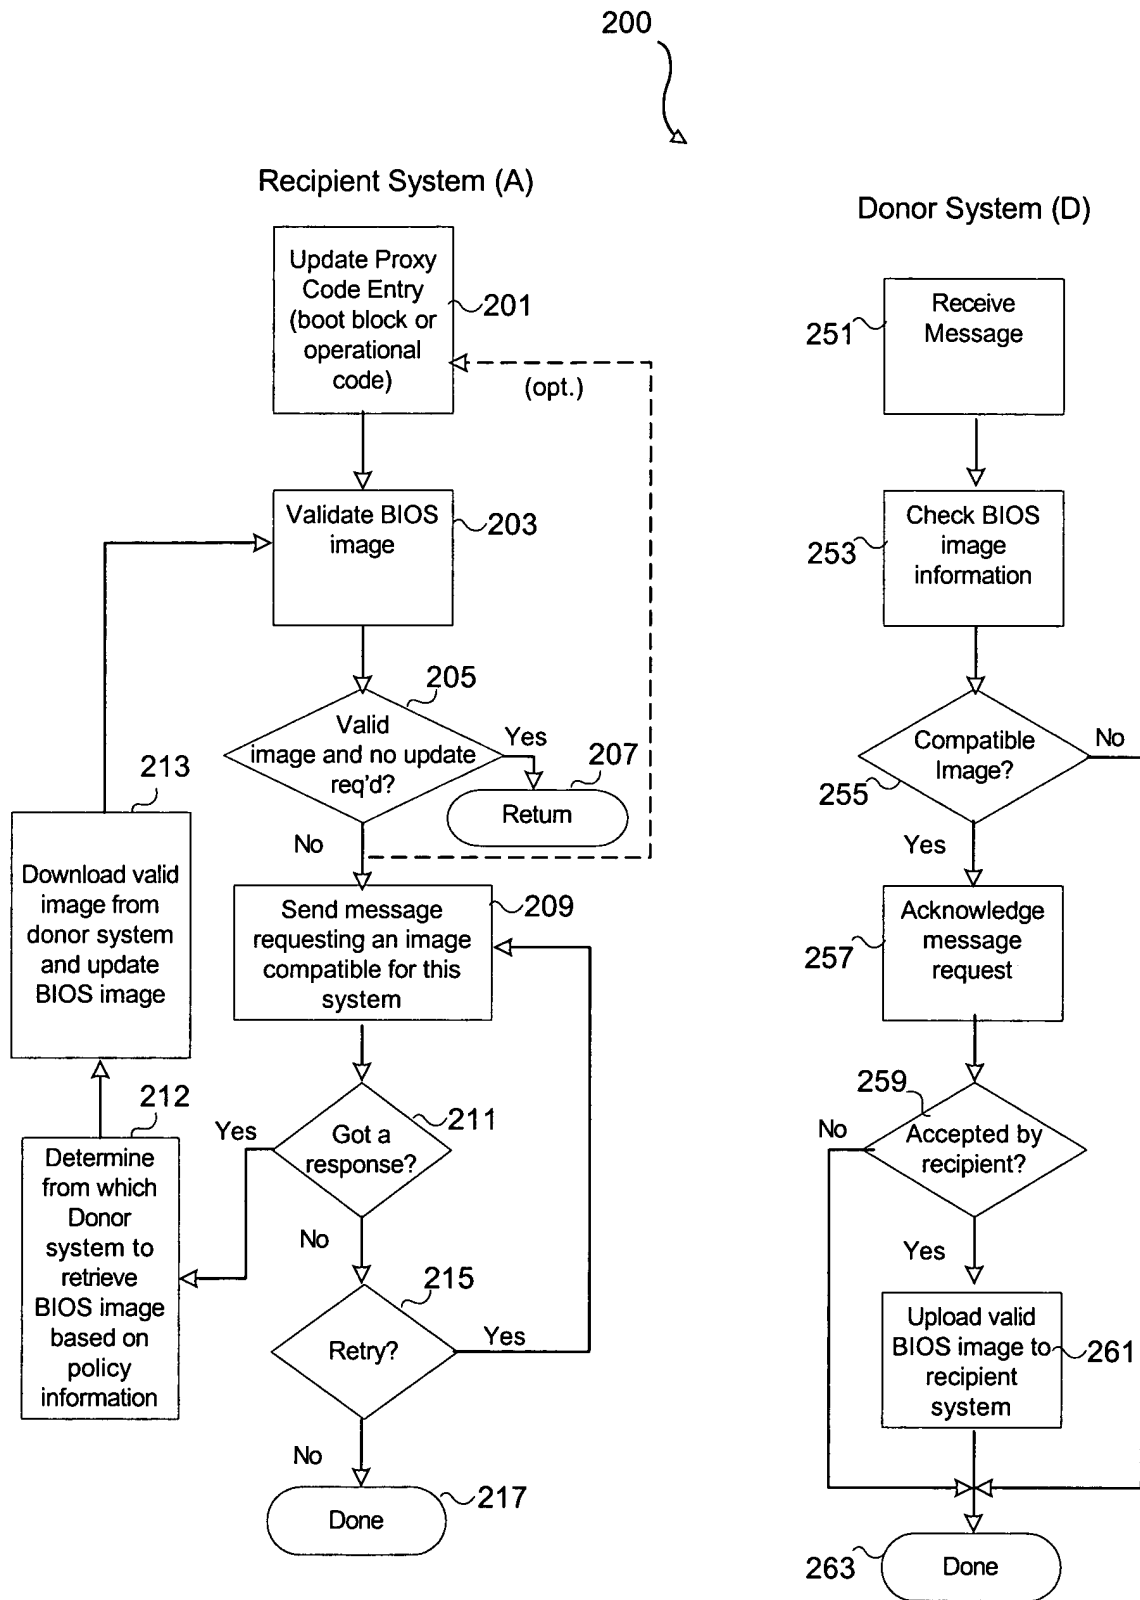 200
Recipient System (A)
Update Proxy
Code Entry
(boot block or
operational
code)
201
(opt.)
Validate BIOS
image
203
205
Valid
image and no update
req'd?
Yes
207
Return
No
213
Download valid
image from
donor system
and update
BIOS image
Send message
requesting an image
compatible for this
system
209
212
Determine
from which
Donor
system to
retrieve
BIOS image
based on
policy
information
Yes
Got a
response?
211
No
215
Retry?
Yes
No
Done
217
Donor System (D)
Receive
Message
251
Check BIOS
image
information
253
Compatible
Image?
No
255
Yes
Acknowledge
message
request
257
259
No
Accepted by
recipient?
Yes
Upload valid
BIOS image to
recipient
system
261
263
Done